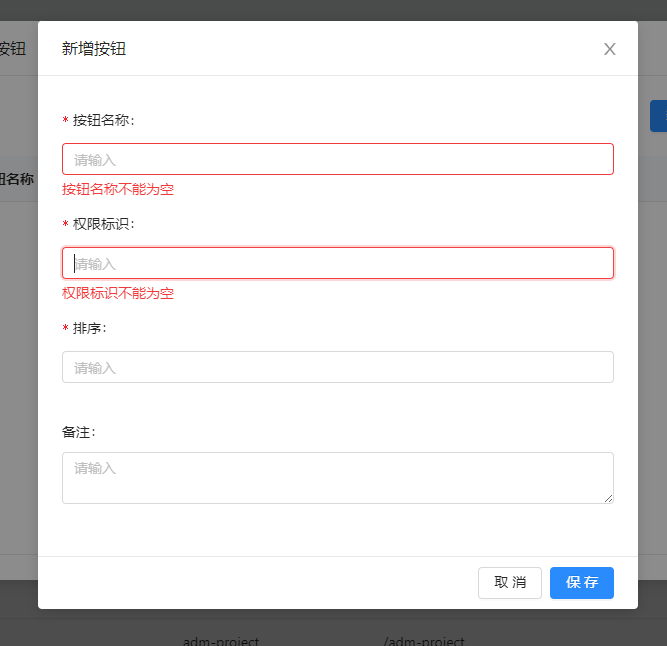 按钮
新增按钮
* 按钮名称:
请输入
按钮名称不能为空
钮名称
* 权限标识:
请输入
权限标识不能为空
* 排序:
请输入
备注:
请输入
取 消
保 存
adm-project
/adm-project